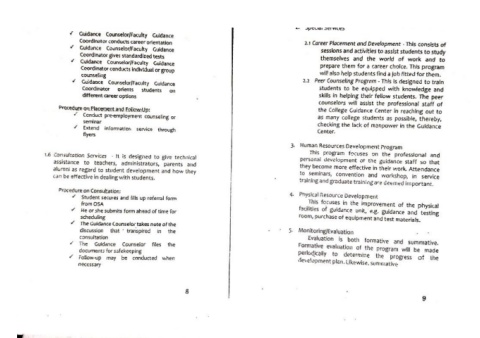 ✓ Guidance Counselor/Faculty Guidance
Coordinator conducts career orientation
✓ Guidance Counselor/Faculty Guidance
Coordinator gives standardized tests
✓ Guidance Counselor/Faculty Guidance
Coordinator conducts individual or group
counseling
✓ Guidance Counselor/Faculty Guidance
Coordinator orients students on
different career options
Procedure on Placement and Follow-Up:
✓ Conduct pre-employment counseling or
seminar
✓ Extend information service through
flyers
1.6 Consultation Services - It is designed to give technical
assistance to teachers, administrators, parents and
alumni as regard to student development and how they
can be effective in dealing with students.
Procedure on Consultation:
✓ Student secures and fills up referral form
from OSA
✓ He or she submits form ahead of time for
scheduling
✓ The Guidance Counselor takes note of the
discussion that transpired in the
consultation
✓ The Guidance Counselor files the
documents for safekeeping
✓ Follow-up may be conducted when
necessary
8
2. Special Services
2.1 Career Placement and Development - This consists of
sessions and activities to assist students to study
themselves and the world of work and to
prepare them for a career choice. This program
will also help students find a job fitted for them.
2.2 Peer Counseling Program - This is designed to train
students to be equipped with knowledge and
skills in helping their fellow students. The peer
counselors will assist the professional staff of
the College Guidance Center in reaching out to
as many college students as possible, thereby,
checking the lack of manpower in the Guidance
Center.
3. Human Resources Development Program
This program focuses on the professional and
personal development of the guidance staff so that
they become more effective in their work. Attendance
to seminars, convention and workshop, in service
training and graduate training are deemed important.
4. Physical Resource Development
This focuses in the improvement of the physical
facilities of guidance unit, e.g. guidance and testing
room, purchase of equipment and test materials.
5. Monitoring/Evaluation
Evaluation is both formative and summative.
Formative evaluation of the program will be made
periodically to determine the progress of the
development plan. Likewise, summative
9